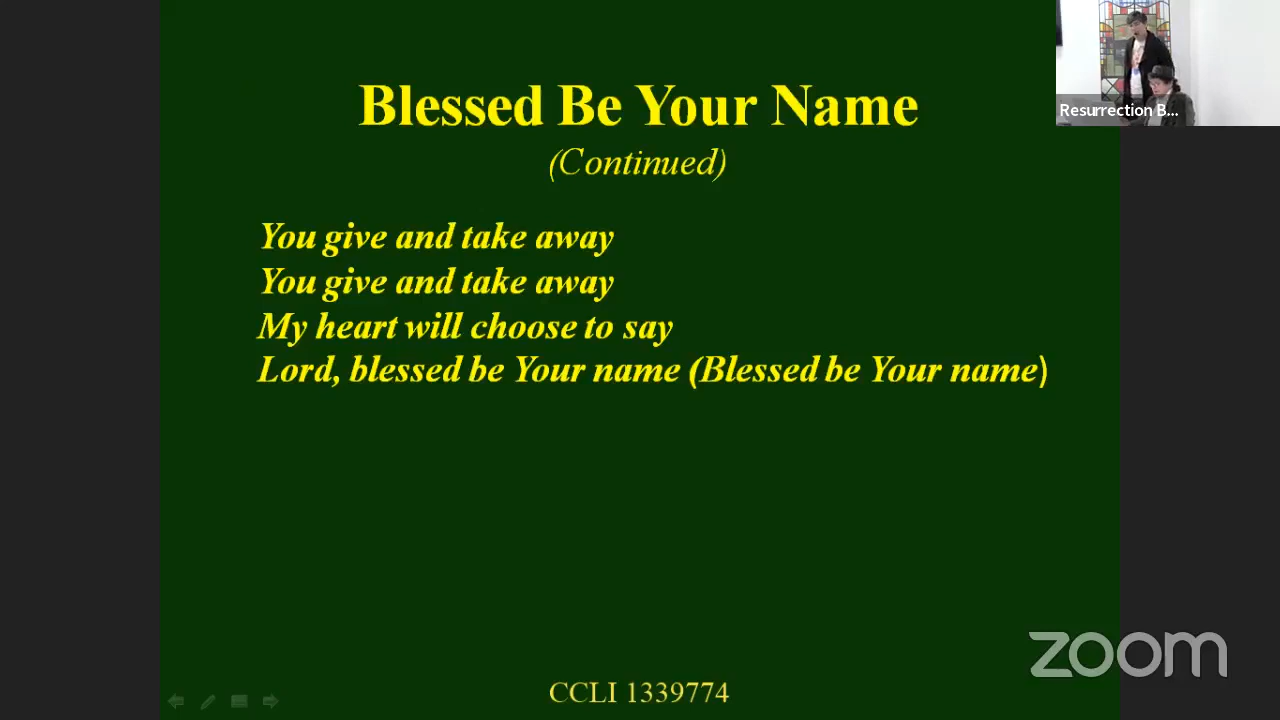 Blessed Be Your Name
(Continued)
You give and take away
You give and take away
My heart will choose to say
Lord, blessed be Your name (Blessed be Your name)
CCLI 1339774
Resurrection B...
zoom